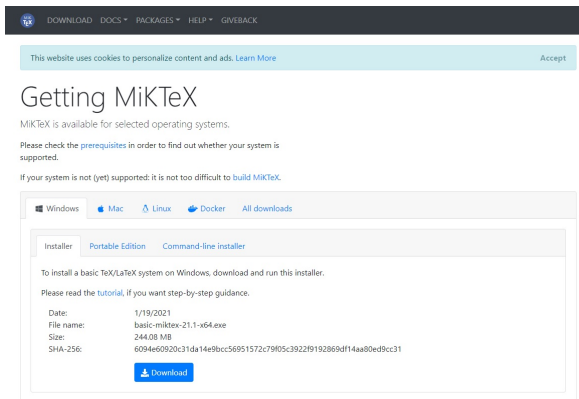 MiK
TEX DOWNLOAD DOCS PACKAGES HELP GIVEBACK
This website uses cookies to personalize content and ads. Learn More Accept
Getting MiKTeX
MiKTeX is available for selected operating systems.
Please check the prerequisites in order to find out whether your system is
supported.
If your system is not (yet) supported: it is not too difficult to build MiKTeX.
Windows Mac Linux Docker All downloads
Installer Portable Edition Command-line installer
To install a basic TeX/LaTeX system on Windows, download and run this installer.
Please read the tutorial, if you want step-by-step guidance.
Date: 1/19/2021
File name: basic-miktex-21.1-x64.exe
Size: 244.08 MB
SHA-256: 6094e60920c31da14e9bcc56951572c79f05c3922f9192869df14aa80ed9cc31
Download